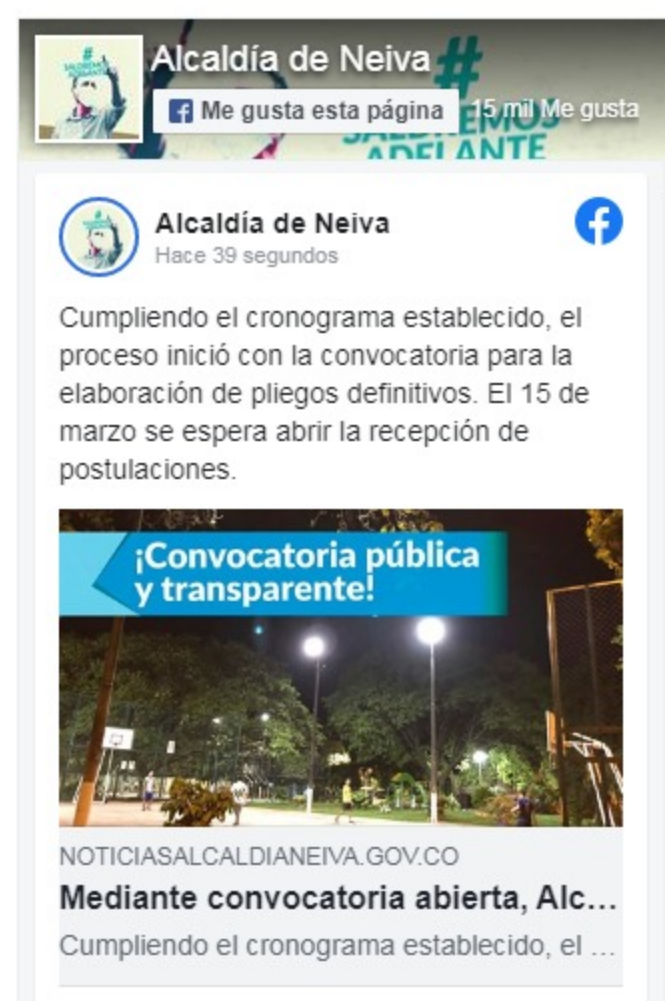 Alcaldía de Neiva
Me gusta esta página
15 mil Me gusta
#
SALDREMOS
ADELANTE
Alcaldía de Neiva
Hace 39 segundos
Cumpliendo el cronograma establecido, el
proceso inició con la convocatoria para la
elaboración de pliegos definitivos. El 15 de
marzo se espera abrir la recepción de
postulaciones.
¡Convocatoria pública
y transparente!
NOTICIASALCALDIANEIVA.GOV.CO
Mediante convocatoria abierta, Alc...
Cumpliendo el cronograma establecido, el ...